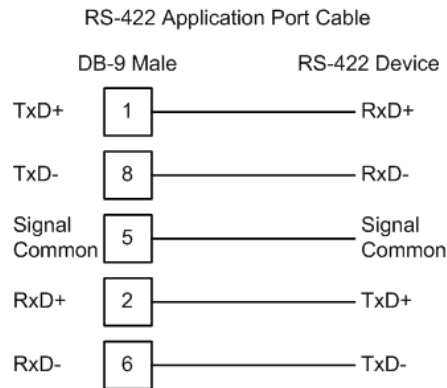 RS-422 Application Port Cable
DB-9 Male RS-422 Device
TxD+ 1 RxD+
TxD- 8 RxD-
Signal Common 5 Signal Common
RxD+ 2 TxD+
RxD- 6 TxD-